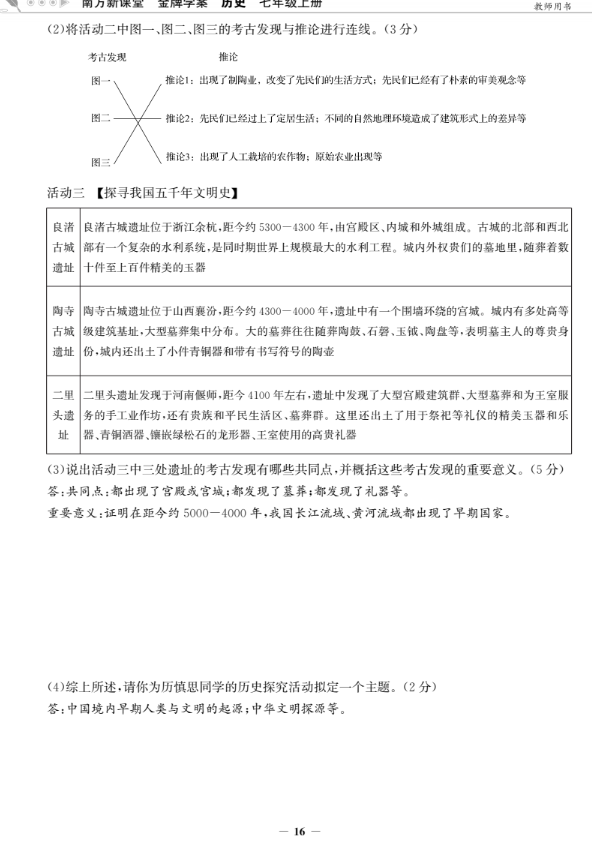 南方新课堂 金牌学案 历史 七年级上册
教师用书
(2)将活动二中图一、图二、图三的考古发现与推论进行连线。(3分)
考古发现 推论
图一 推论1：出现了制陶业，改变了先民们的生活方式；先民们已经有了朴素的审美观念等
图二 推论2：先民们已经过上了定居生活；不同的自然地理环境造成了建筑形式上的差异等
图三 推论3：出现了人工栽培的农作物；原始农业出现等
活动三 【探寻我国五千年文明史】
良渚古城遗址位于浙江余杭,距今约5300－4300年,由宫殿区、内城和外城组成。古城的北部和西北
良渚
古城 部有一个复杂的水利系统,是同时期世界上规模最大的水利工程。城内外权贵们的墓地里,随葬着数
遗址 十件至上百件精美的玉器
陶寺 陶寺古城遗址位于山西襄汾,距今约4300－4000年,遗址中有一个围墙环绕的宫城。城内有多处高等
古城 级建筑基址,大型墓葬集中分布。大的墓葬往往随葬陶鼓、石磬、玉钺、陶盘等,表明墓主人的尊贵身
遗址 份,城内还出土了小件青铜器和带有书写符号的陶壶
二里 二里头遗址发现于河南偃师,距今4100年左右,遗址中发现了大型宫殿建筑群、大型墓葬和为王室服
头遗 务的手工业作坊,还有贵族和平民生活区、墓葬群。这里还出土了用于祭祀等礼仪的精美玉器和乐
址 器、青铜酒器、镶嵌绿松石的龙形器、王室使用的高贵礼器
(3)说出活动三中三处遗址的考古发现有哪些共同点,并概括这些考古发现的重要意义。(5分)
答:共同点:都出现了宫殿或宫城;都发现了墓葬;都发现了礼器等。
重要意义:证明在距今约5000－4000年,我国长江流域、黄河流域都出现了早期国家。
(4)综上所述,请你为历慎思同学的历史探究活动拟定一个主题。(2分)
答:中国境内早期人类与文明的起源;中华文明探源等。
— 16 —